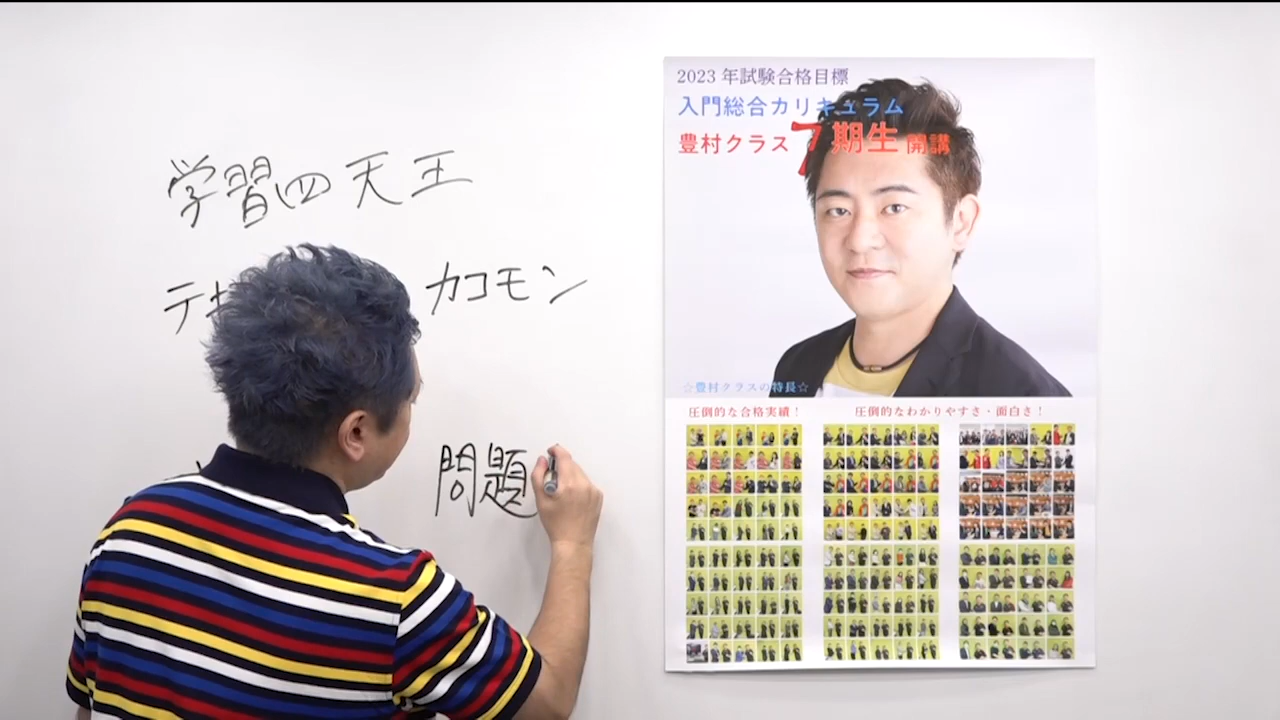 学習四天王
テキ
カコモン
問題
2023年試験合格目標
入門総合カリキュラム
豊村クラス7期生開講
☆豊村クラスの特長☆
圧倒的な合格実績！
圧倒的なわかりやすさ・面白さ！